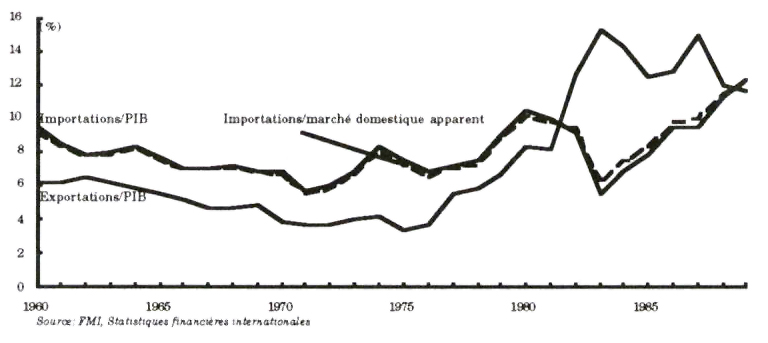 16
(%)
14
12
10
Importations/PIB
Importations/marché domestique apparent
8
6
Exportations/PIB
4
2
0
1960 1965 1970 1975 1980 1985
Source: FMI, Statistiques financières internationales